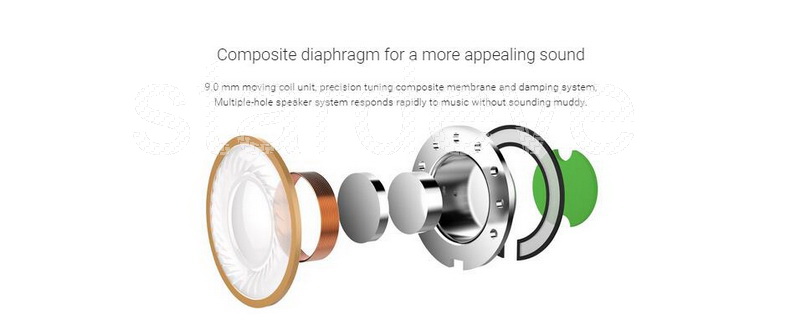 Composite diaphragm for a more appealing sound
9.0 mm moving coil unit, precision tuning composite membrane and damping system,
Multiple-hole speaker system responds rapidly to music without sounding muddy.